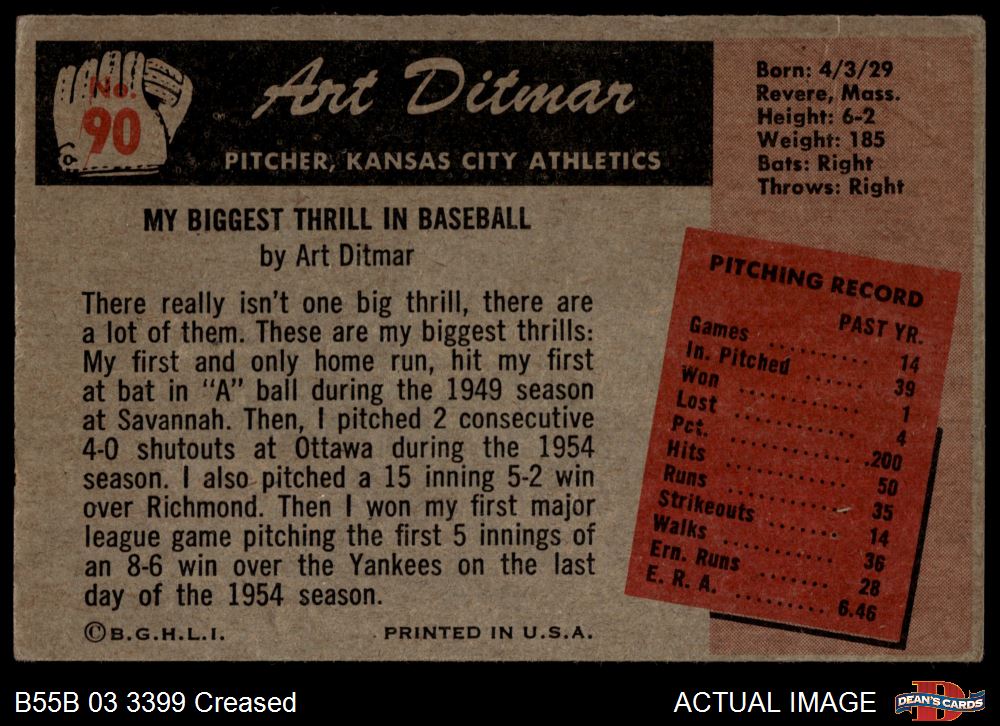 No.
90
Art Ditmar
PITCHER, KANSAS CITY ATHLETICS
Born: 4/3/29
Revere, Mass.
Height: 6-2
Weight: 185
Bats: Right
Throws: Right
MY BIGGEST THRILL IN BASEBALL
by Art Ditmar
There really isn't one big thrill, there are
a lot of them. These are my biggest thrills:
My first and only home run, hit my first
at bat in "A" ball during the 1949 season
at Savannah. Then, I pitched 2 consecutive
4-0 shutouts at Ottawa during the 1954
season. I also pitched a 15 inning 5-2 win
over Richmond. Then I won my first major
league game pitching the first 5 innings of
an 8-6 win over the Yankees on the last
day of the 1954 season.
©B.G.H.L.I. PRINTED IN U.S.A.
PITCHING RECORD
PAST YR.
Games .......... 14
In. Pitched ...... 39
Won ............ 1
Lost ............ 4
Pct. ............ .200
Hits ............ 50
Runs ............ 35
Strikeouts ....... 14
Walks ........... 36
Ern. Runs ....... 28
E. R. A. ......... 6.46
B55B 03 3399 Creased
ACTUAL IMAGE
D
DEAN'S CARDS